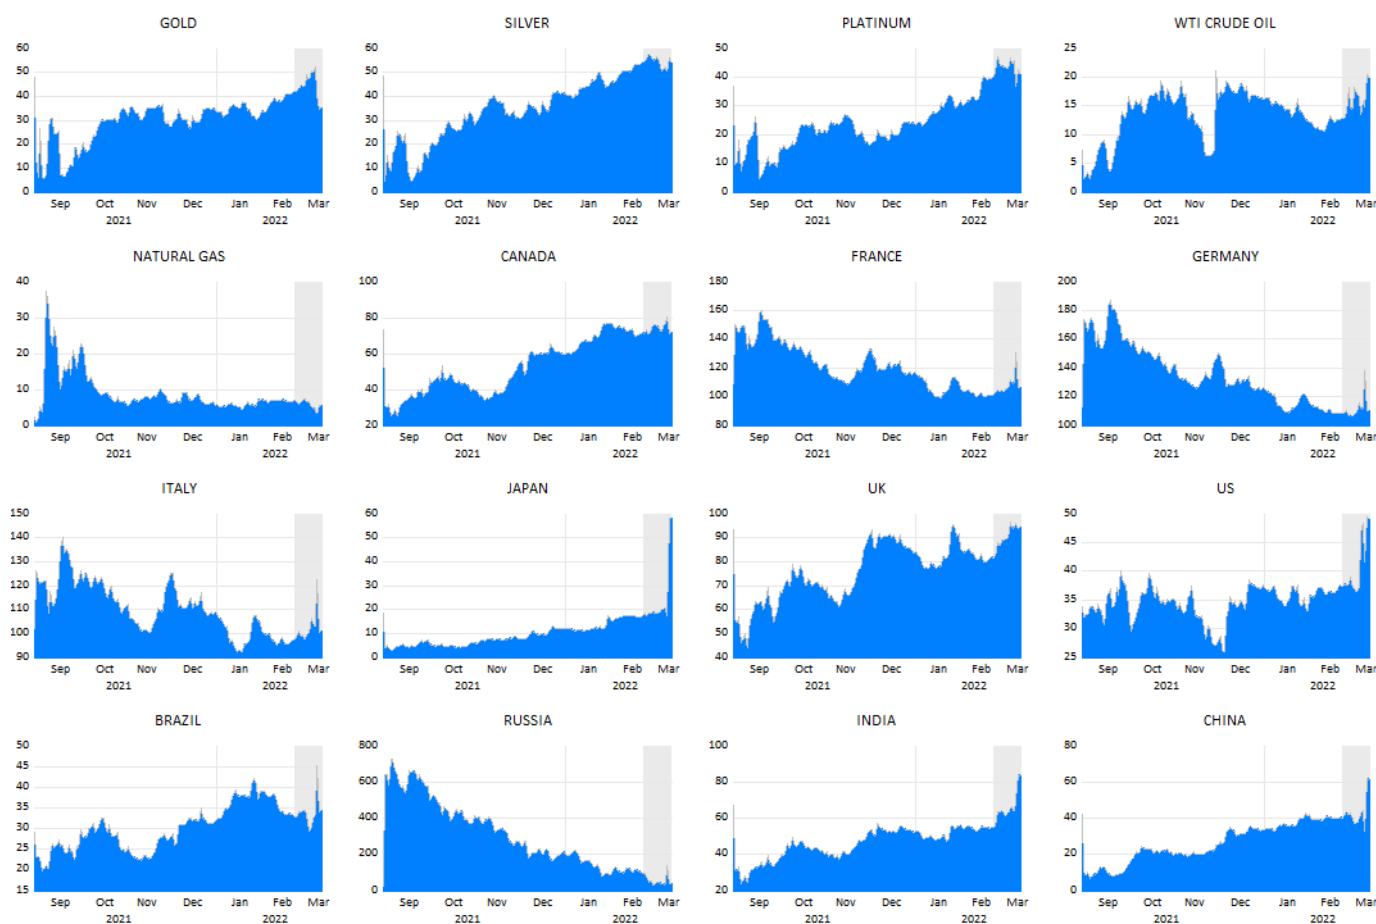 GOLD SILVER PLATINUM WTI CRUDE OIL
60 60 50 25
50 50 40 20
40 40 30 15
30 30 20 10
20 20 10 5
10 10 0 0
0 0
Sep Oct Nov Dec Jan Feb Mar Sep Oct Nov Dec Jan Feb Mar Sep Oct Nov Dec Jan Feb Mar Sep Oct Nov Dec Jan Feb Mar
2021 2022 2021 2022 2021 2022 2021 2022
NATURAL GAS CANADA FRANCE GERMANY
40 100 180 200
30 80 160 180
20 60 140 160
10 40 120 140
0 20 100 120
80 100
Sep Oct Nov Dec Jan Feb Mar Sep Oct Nov Dec Jan Feb Mar Sep Oct Nov Dec Jan Feb Mar Sep Oct Nov Dec Jan Feb Mar
2021 2022 2021 2022 2021 2022 2021 2022
ITALY JAPAN UK US
150 60 100 50
140 50 90 45
130 40 80 40
120 30 70 35
110 20 60 30
100 10 50 25
90 0 40
Sep Oct Nov Dec Jan Feb Mar Sep Oct Nov Dec Jan Feb Mar Sep Oct Nov Dec Jan Feb Mar Sep Oct Nov Dec Jan Feb Mar
2021 2022 2021 2022 2021 2022 2021 2022
BRAZIL RUSSIA INDIA CHINA
50 800 100 80
45 600 80 60
40 400 60 40
35 200 40 20
30 0 20 0
25
20
15
Sep Oct Nov Dec Jan Feb Mar Sep Oct Nov Dec Jan Feb Mar Sep Oct Nov Dec Jan Feb Mar Sep Oct Nov Dec Jan Feb Mar
2021 2022 2021 2022 2021 2022 2021 2022